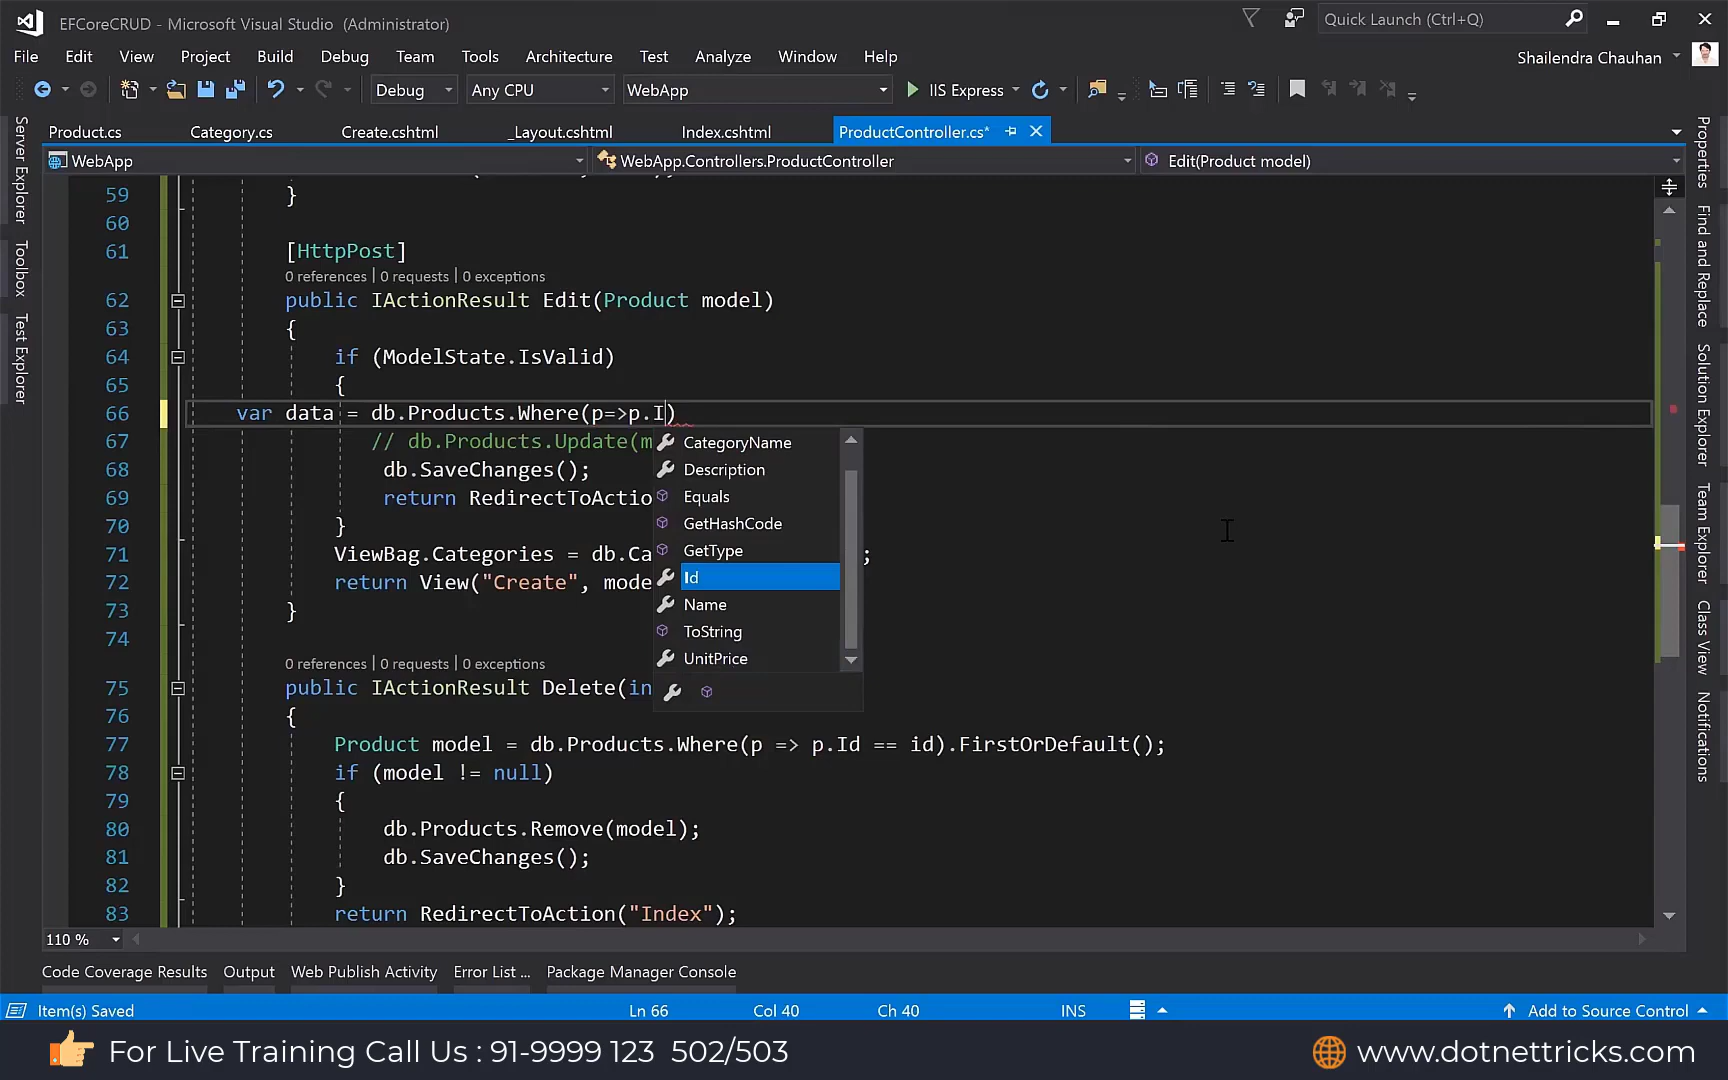 EFCoreCRUD - Microsoft Visual Studio (Administrator)
Quick Launch (Ctrl+Q)
File Edit View Project Build Debug Team Tools Architecture Test Analyze Window Help
Shailendra Chauhan
Debug Any CPU WebApp IIS Express
Product.cs Category.cs Create.cshtml _Layout.cshtml Index.cshtml ProductController.cs*
WebApp WebApp.Controllers.ProductController Edit(Product model)
59 }
60
61 [HttpPost]
0 references | 0 requests | 0 exceptions
62 public IActionResult Edit(Product model)
63 {
64 if (ModelState.IsValid)
65 {
66 var data = db.Products.Where(p=>p.I)
67 // db.Products.Update(m
68 db.SaveChanges();
69 return RedirectToActio
70 }
71 ViewBag.Categories = db.Ca ;
72 return View("Create", mode
73 }
74
0 references | 0 requests | 0 exceptions
75 public IActionResult Delete(in
76 {
77 Product model = db.Products.Where(p => p.Id == id).FirstOrDefault();
78 if (model != null)
79 {
80 db.Products.Remove(model);
81 db.SaveChanges();
82 }
83 return RedirectToAction("Index");
CategoryName
Description
Equals
GetHashCode
GetType
Id
Name
ToString
UnitPrice
Server Explorer
Toolbox
Test Explorer
Properties
Find and Replace
Solution Explorer
Team Explorer
Class View
Notifications
110 %
Code Coverage Results Output Web Publish Activity Error List ... Package Manager Console
Item(s) Saved Ln 66 Col 40 Ch 40 INS Add to Source Control
For Live Training Call Us : 91-9999 123 502/503 www.dotnettricks.com